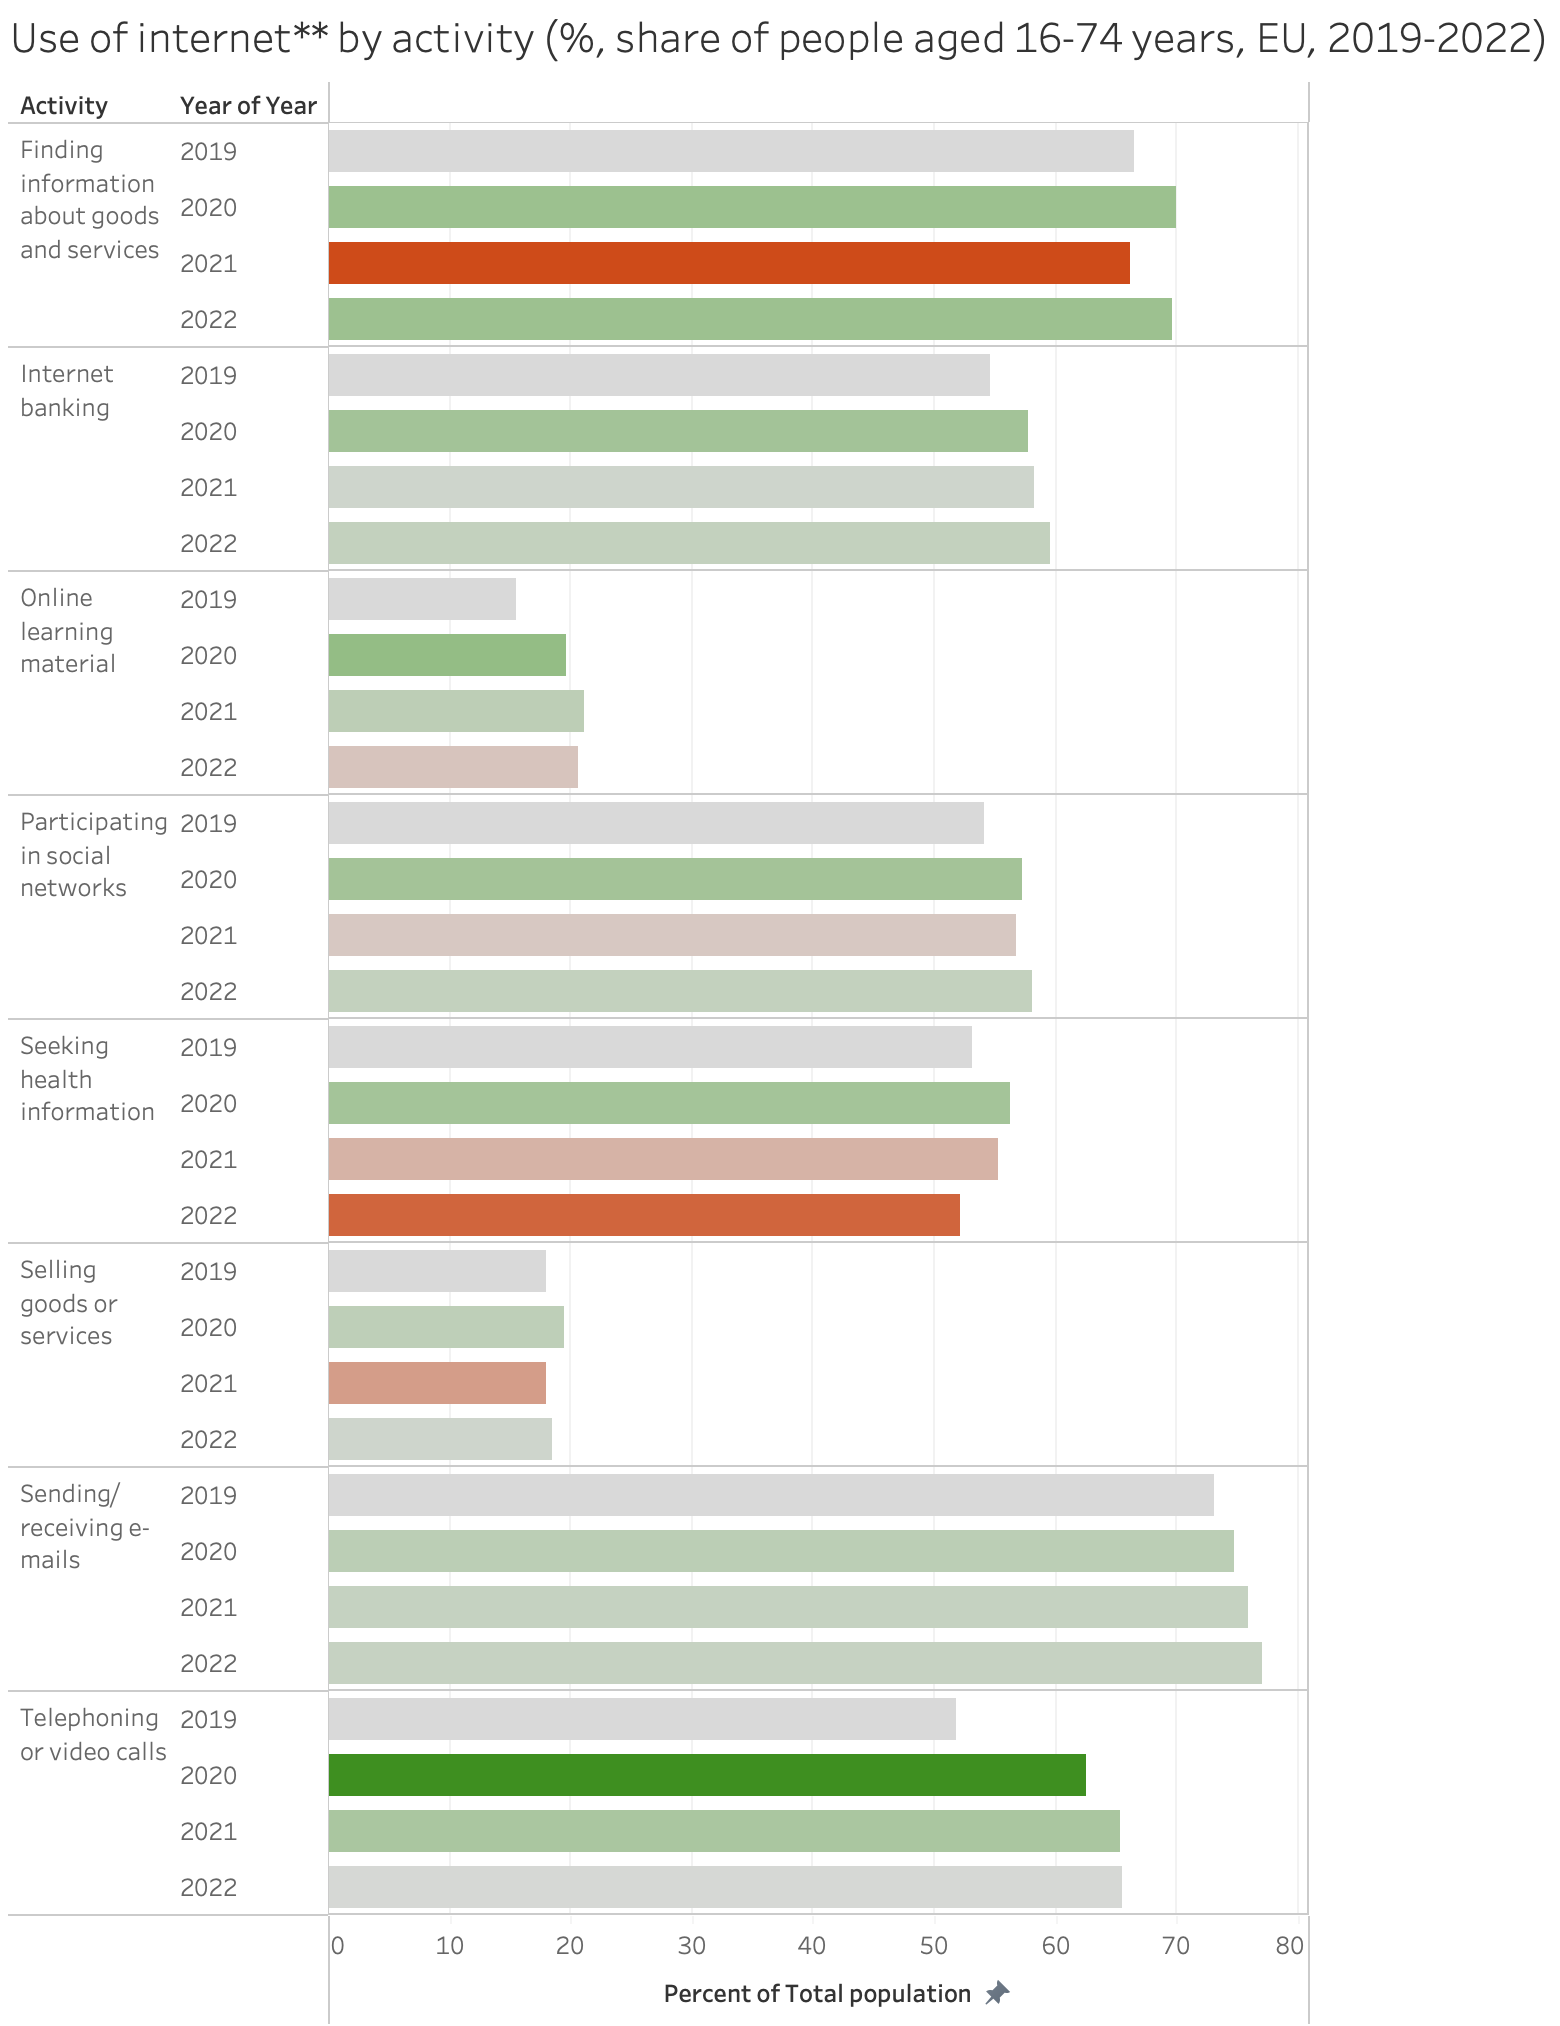 Use of internet** by activity (%, share of people aged 16-74 years, EU, 2019-2022)
Activity Year of Year
Finding
information
about goods
and services
2019
2020
2021
2022
Internet
banking
2019
2020
2021
2022
Online
learning
material
2019
2020
2021
2022
Participating
in social
networks
2019
2020
2021
2022
Seeking
health
information
2019
2020
2021
2022
Selling
goods or
services
2019
2020
2021
2022
Sending/
receiving e-
mails
2019
2020
2021
2022
Telephoning
or video calls
2019
2020
2021
2022
0 10 20 30 40 50 60 70 80
Percent of Total population